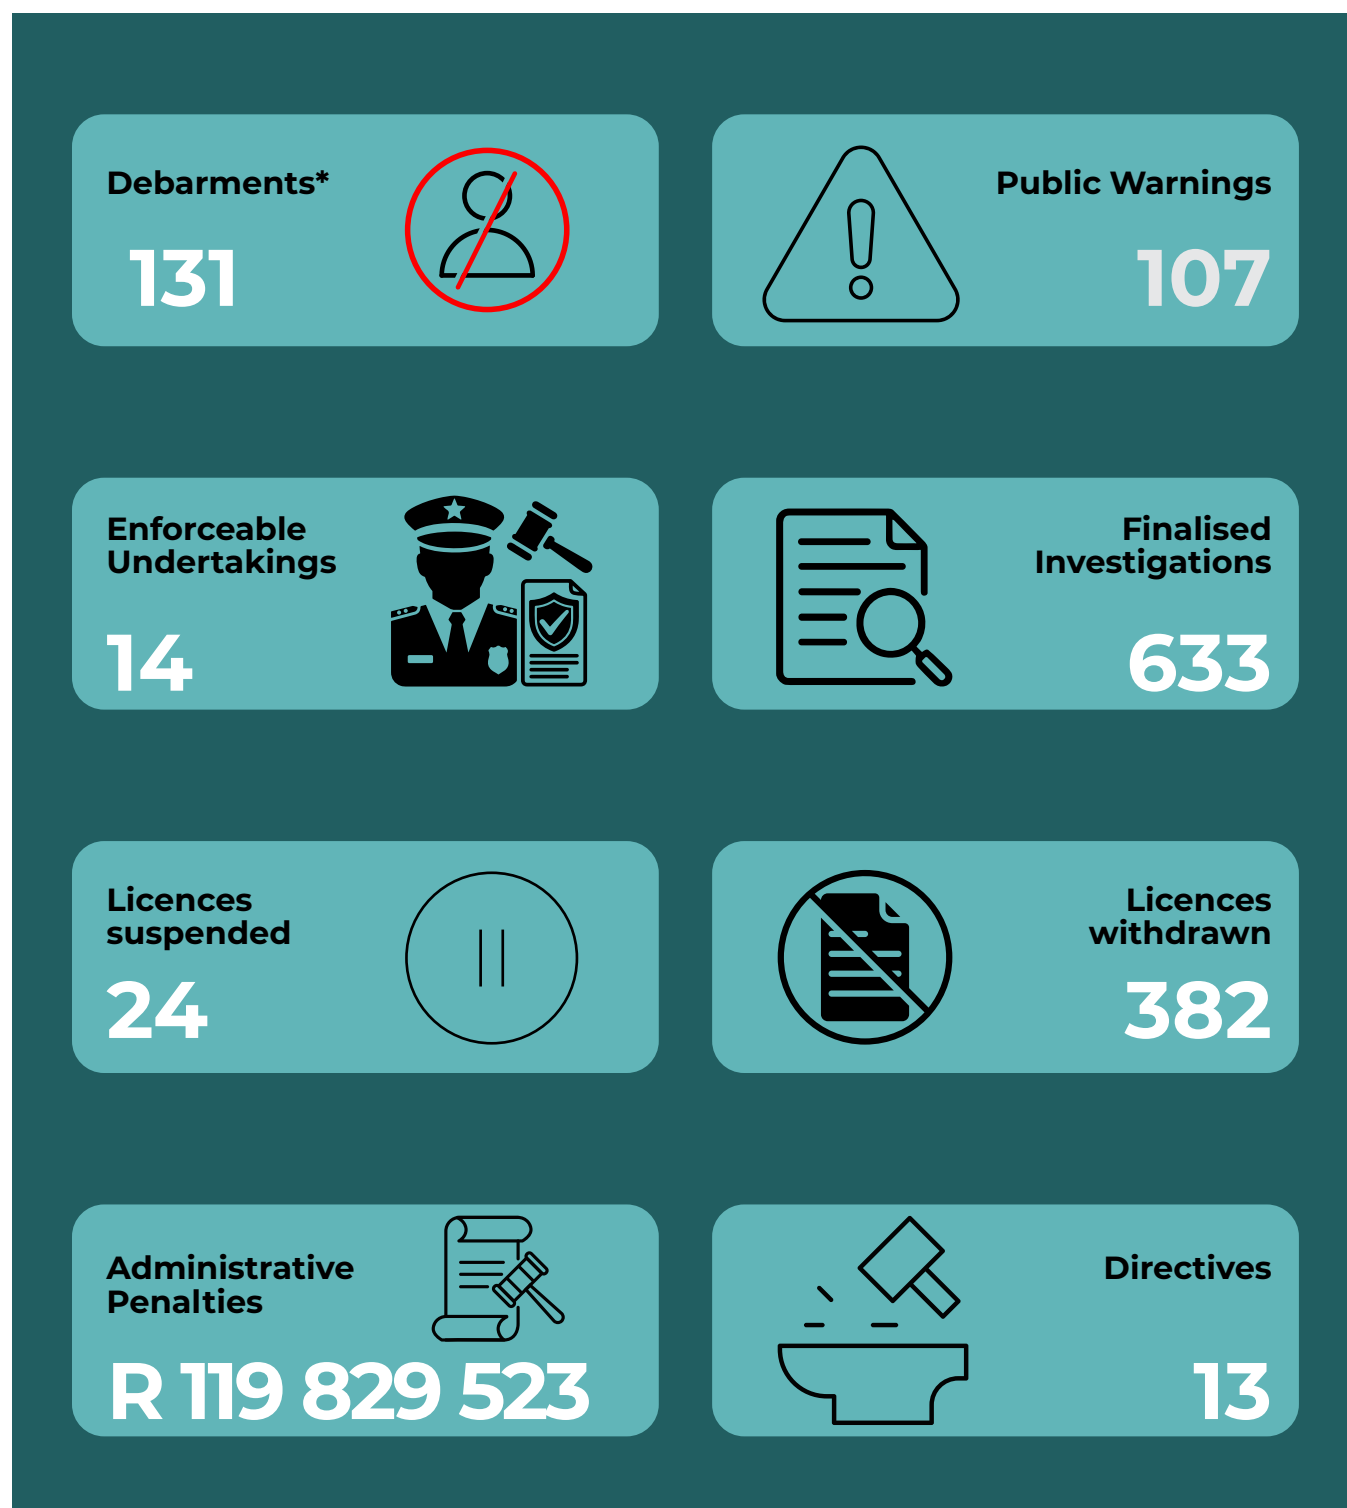 Debarments*
131
Public Warnings
107
Enforceable
Undertakings
14
Finalised
Investigations
633
Licences
suspended
24
Licences
withdrawn
382
Administrative
Penalties
R 119 829 523
Directives
13